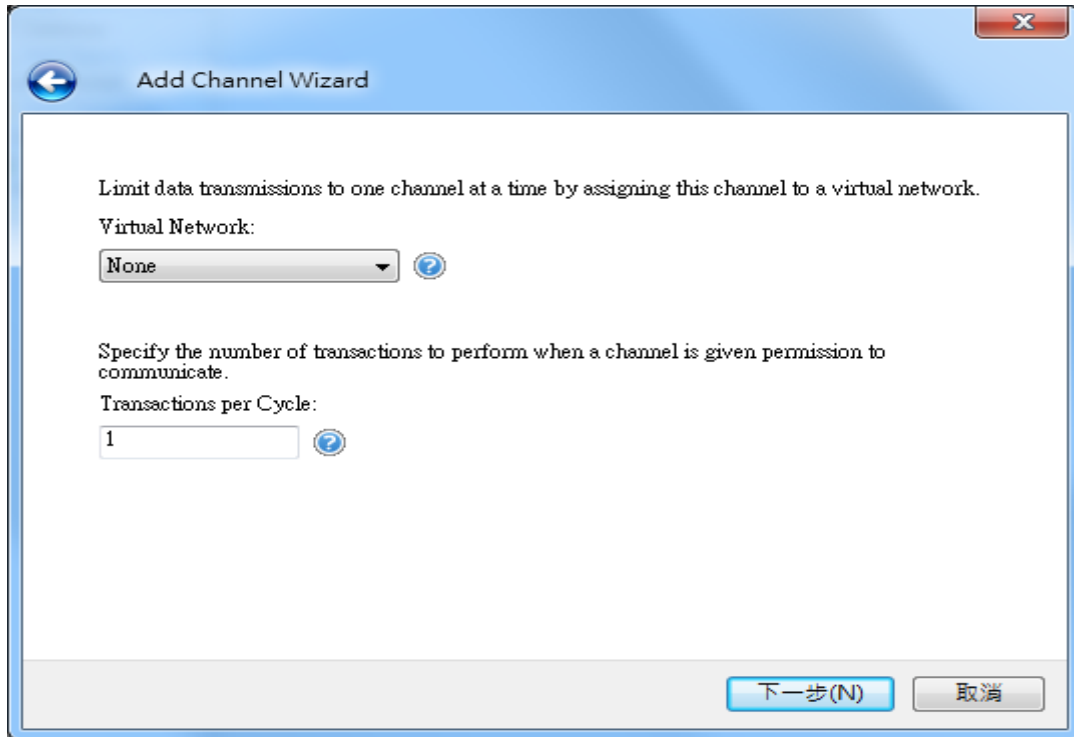 Add Channel Wizard
Limit data transmissions to one channel at a time by assigning this channel to a virtual network.
Virtual Network:
None
Specify the number of transactions to perform when a channel is given permission to
communicate.
Transactions per Cycle:
1
下一步(N)
取消